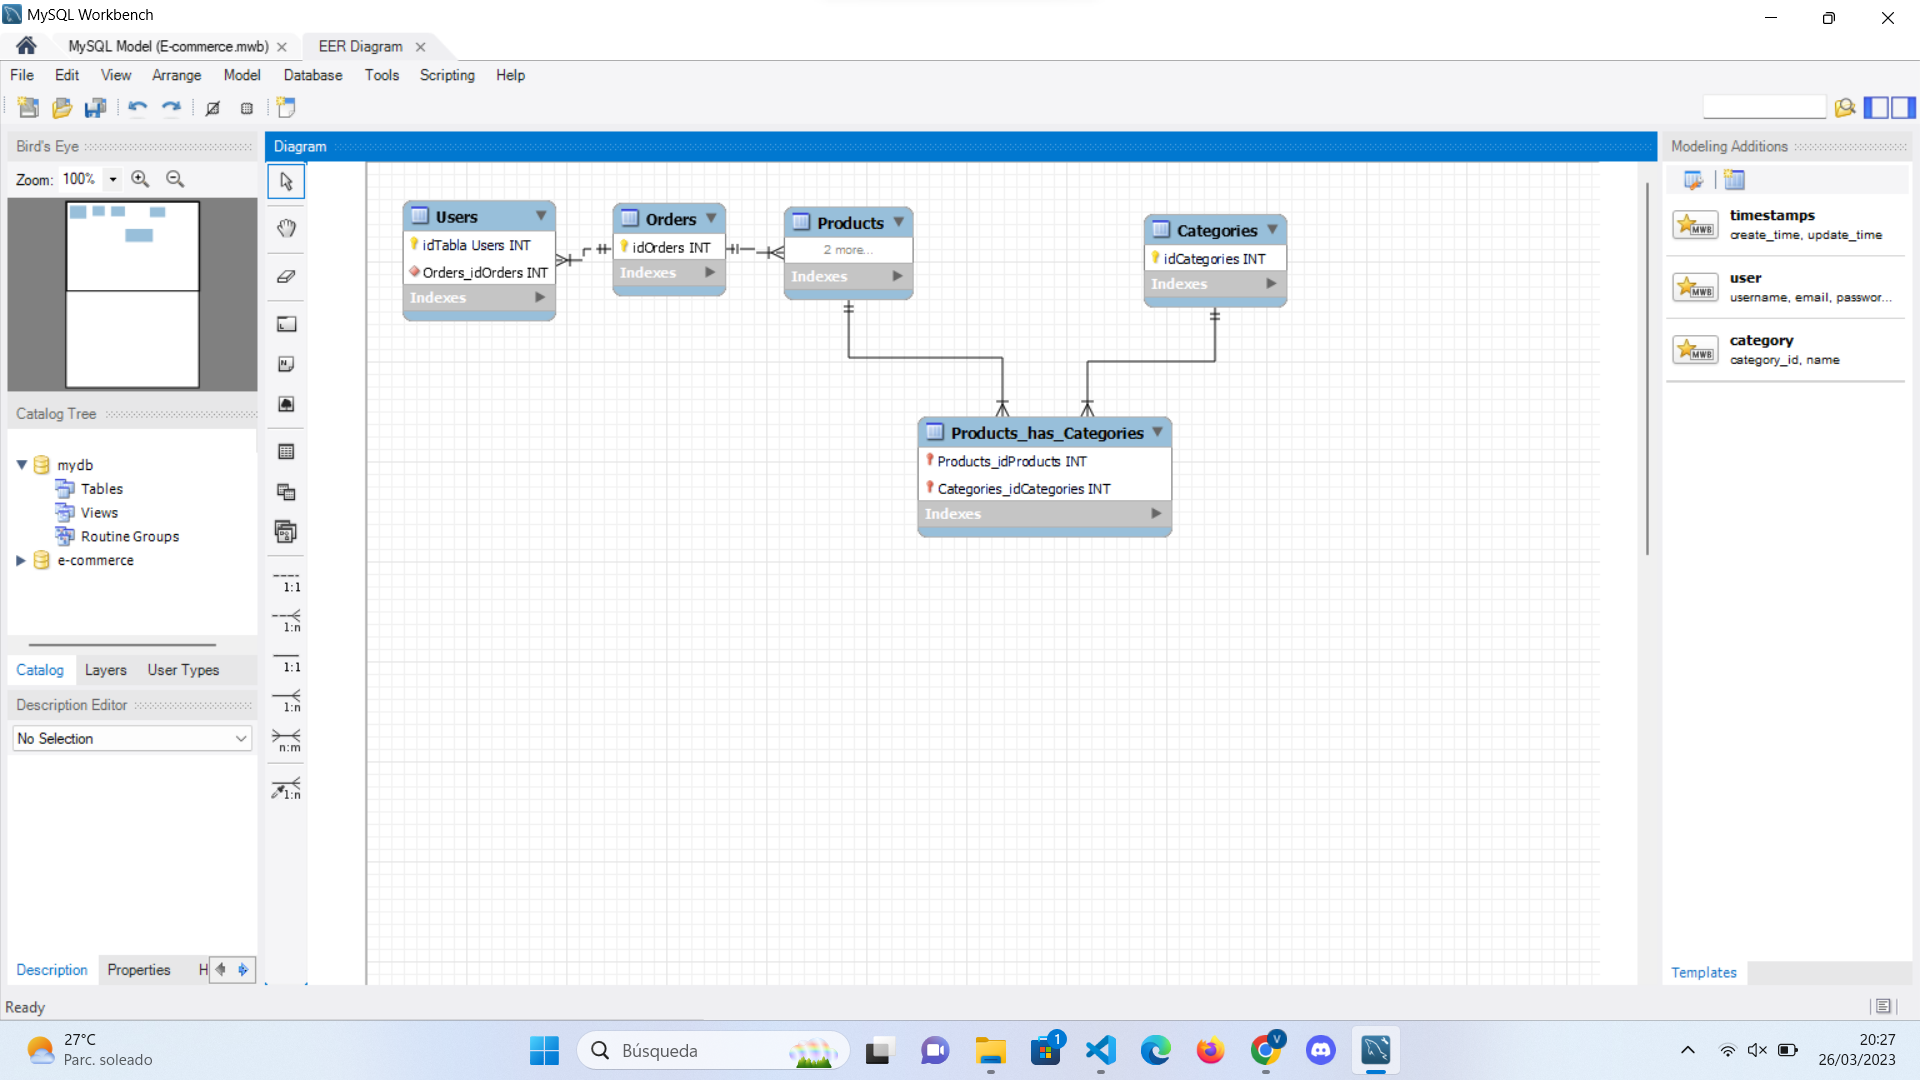 MySQL Workbench
MySQL Model (E-commerce.mwb)
EER Diagram
File Edit View Arrange Model Database Tools Scripting Help
Bird's Eye
Zoom: 100%
Catalog Tree
mydb
Tables
Views
Routine Groups
e-commerce
Catalog Layers User Types
Description Editor
No Selection
Description Properties H
Ready
Diagram
1:1
1:n
1:1
1:n
n:m
1:n
Users
idTabla Users INT
Orders_idOrders INT
Indexes
Orders
idOrders INT
Indexes
Products
2 more...
Indexes
Categories
idCategories INT
Indexes
Products_has_Categories
Products_idProducts INT
Categories_idCategories INT
Indexes
Modeling Additions
MWB
timestamps
create_time, update_time
MWB
user
username, email, passwor...
MWB
category
category_id, name
Templates
27°C
Parc. soleado
Búsqueda
1
V
20:27
26/03/2023